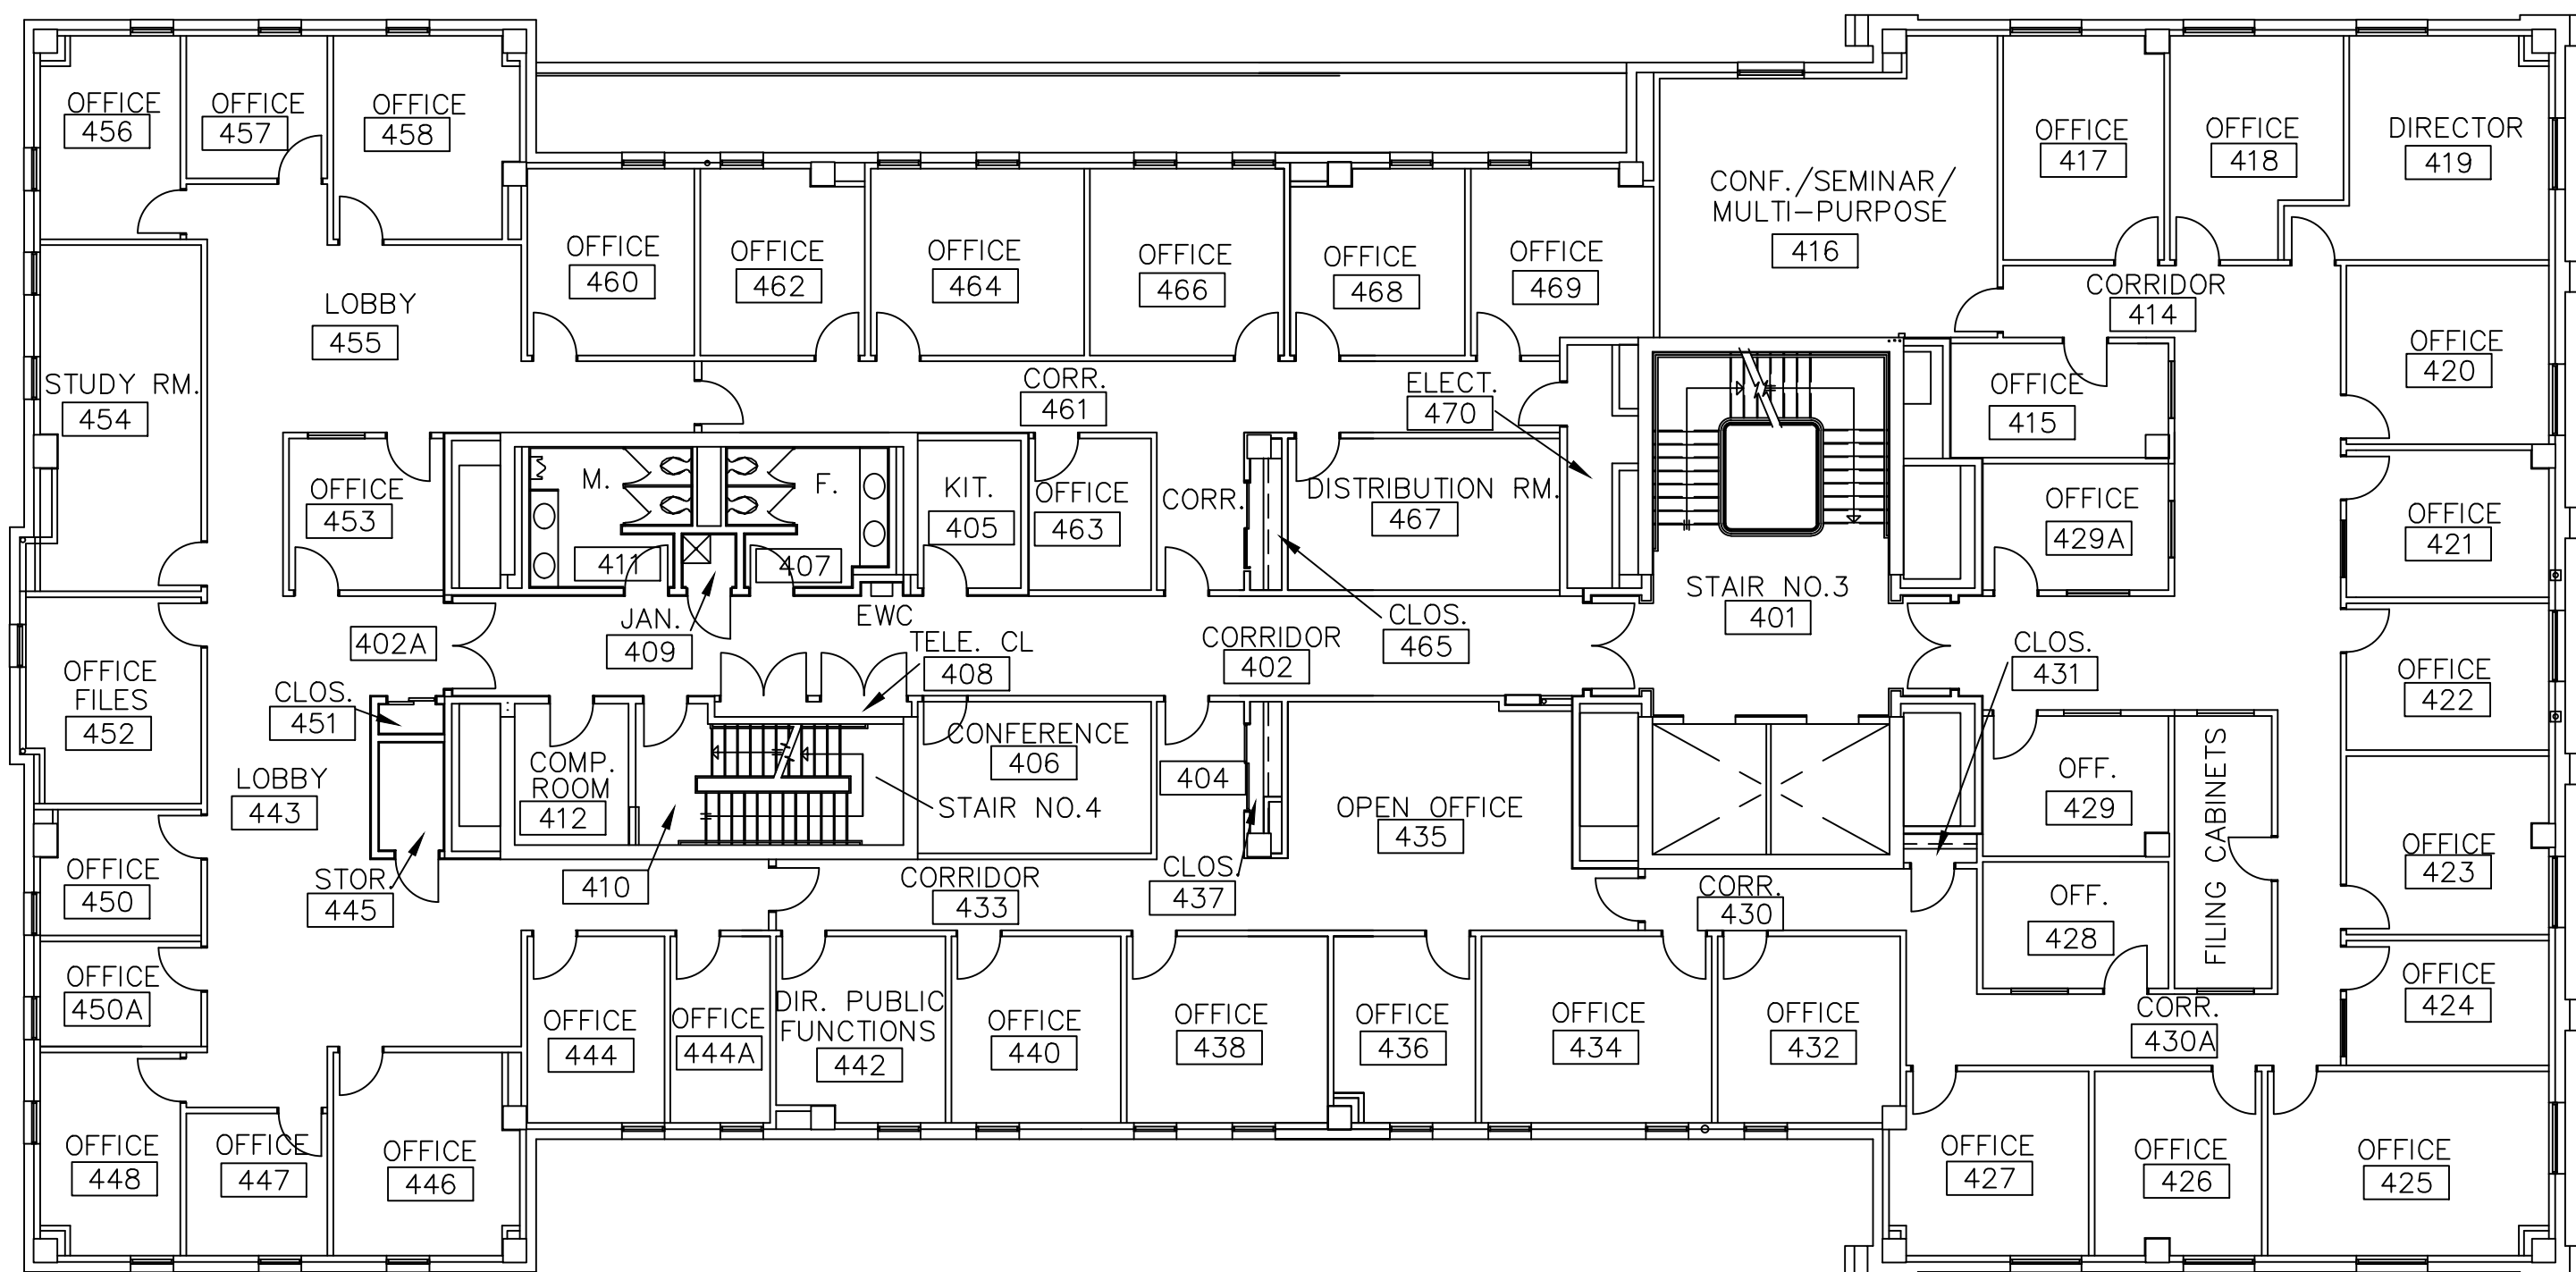 OFFICE
456
OFFICE
457
OFFICE
458
OFFICE
460
OFFICE
462
OFFICE
464
OFFICE
466
OFFICE
468
OFFICE
469
CONF./SEMINAR/
MULTI-PURPOSE
416
OFFICE
417
OFFICE
418
DIRECTOR
419
LOBBY
455
CORRIDOR
414
STUDY RM.
454
CORR.
461
ELECT.
470
OFFICE
415
OFFICE
420
OFFICE
453
M.
411
F.
407
KIT.
405
OFFICE
463
CORR.
DISTRIBUTION RM.
467
OFFICE
429A
OFFICE
421
402A
JAN.
409
EWC
TELE. CL
408
CORRIDOR
402
CLOS.
465
STAIR NO.3
401
CLOS.
431
OFFICE
FILES
452
CLOS.
451
OFFICE
422
LOBBY
443
COMP.
ROOM
412
STAIR NO.4
CONFERENCE
406
404
OPEN OFFICE
435
OFF.
429
FILING CABINETS
OFFICE
423
OFFICE
450
STOR.
445
410
CORRIDOR
433
CLOS.
437
CORR.
430
OFF.
428
OFFICE
450A
OFFICE
444
OFFICE
444A
DIR. PUBLIC
FUNCTIONS
442
OFFICE
440
OFFICE
438
OFFICE
436
OFFICE
434
OFFICE
432
CORR.
430A
OFFICE
424
OFFICE
448
OFFICE
447
OFFICE
446
OFFICE
427
OFFICE
426
OFFICE
425